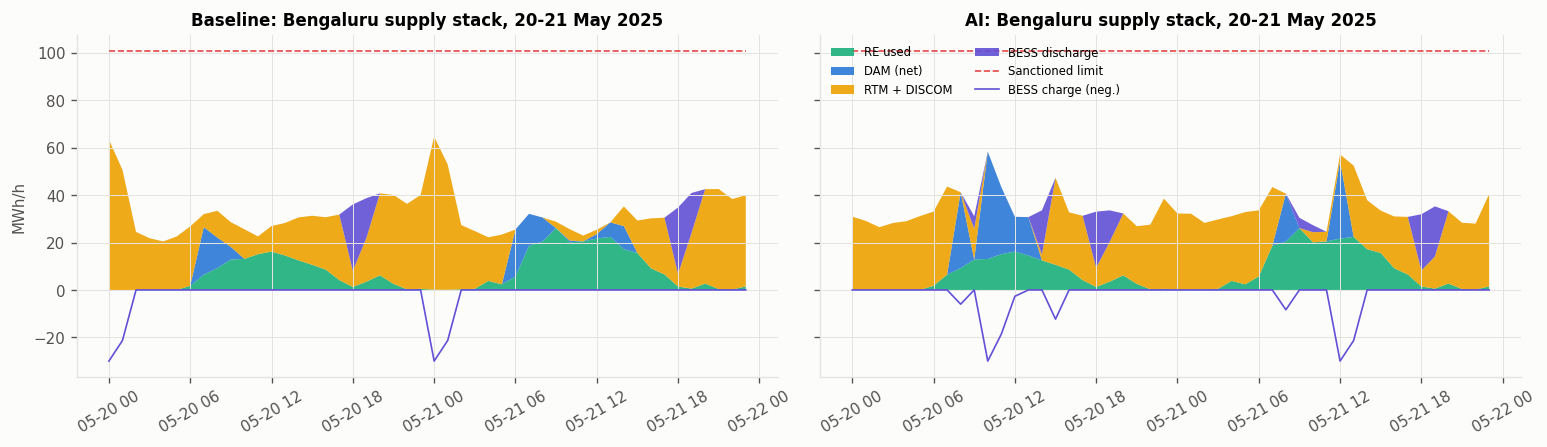 Baseline: Bengaluru supply stack, 20-21 May 2025
MWh/h
100
80
60
40
20
0
−20
05-20 00
05-20 06
05-20 12
05-20 18
05-21 00
05-21 06
05-21 12
05-21 18
05-22 00
AI: Bengaluru supply stack, 20-21 May 2025
RE used
DAM (net)
RTM + DISCOM
BESS discharge
Sanctioned limit
BESS charge (neg.)
05-20 00
05-20 06
05-20 12
05-20 18
05-21 00
05-21 06
05-21 12
05-21 18
05-22 00